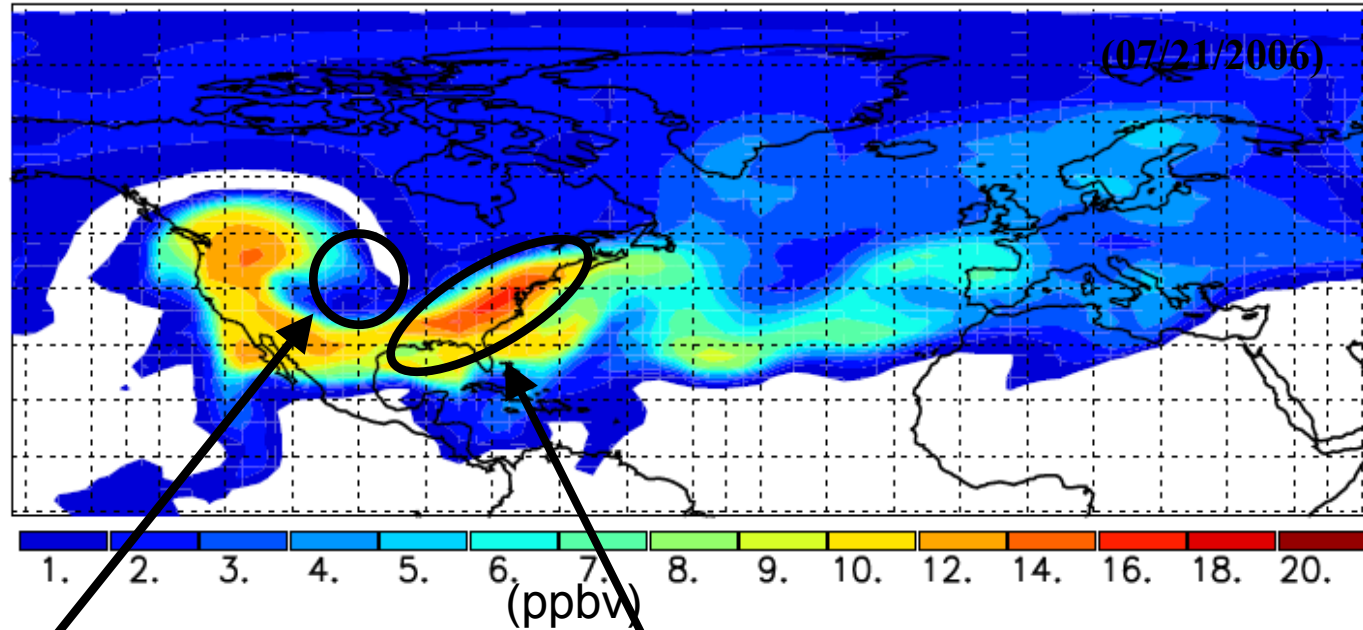 (07/21/2006)
1. 2. 3. 4. 5. 6. 7. 8. 9. 10. 12. 14. 16. 18. 20.
(ppbv)